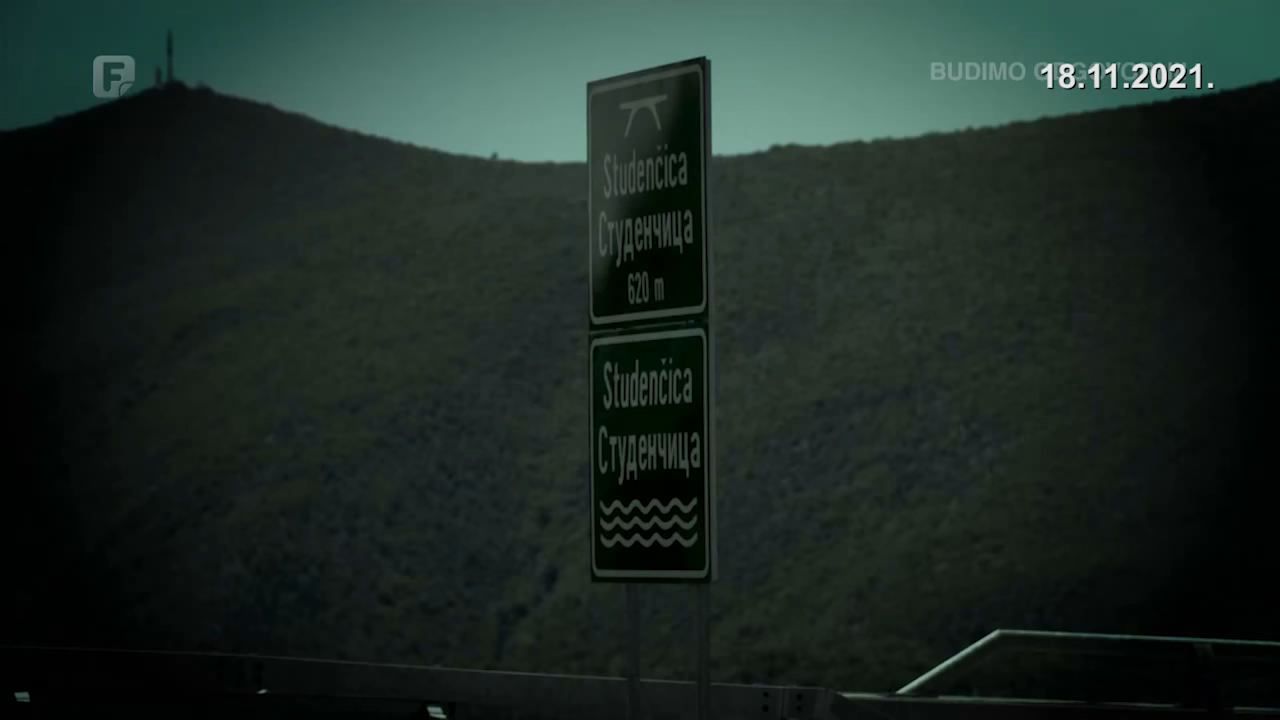 F
BUDIMO
18.11.2021.
Studenčica
Студенчица
620 m
Studenčica
Студенчица